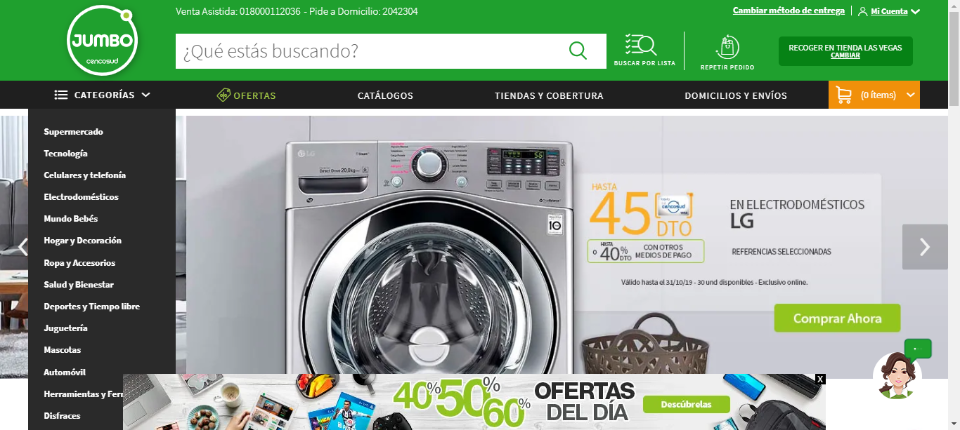 Venta Asistida: 018000112036 - Pide a Domicilio: 2042304
Cambiar método de entrega
Mi Cuenta
JUMBO
cencosud
¿Qué estás buscando?
BUSCAR POR LISTA
REPETIR PEDIDO
RECOGER EN TIENDA LAS VEGAS
CAMBIAR
CATEGORÍAS
OFERTAS
CATÁLOGOS
TIENDAS Y COBERTURA
DOMICILIOS Y ENVÍOS
(0 ítems)
Supermercado
Tecnología
Celulares y telefonía
Electrodomésticos
Mundo Bebés
Hogar y Decoración
Ropa y Accesorios
Salud y Bienestar
Deportes y Tiempo libre
Juguetería
Mascotas
Automóvil
Herramientas y Ferr
Disfraces
LG
HASTA
45% DTO
cencosud
o HASTA 40% DTO
CON OTROS
MEDIOS DE PAGO
EN ELECTRODOMÉSTICOS
LG
REFERENCIAS SELECCIONADAS
Válido hasta el 31/10/19 - 30 und disponibles - Exclusivo online.
Comprar Ahora
40% 50% 60%
OFERTAS
DEL DÍA
Descúbrelas
X